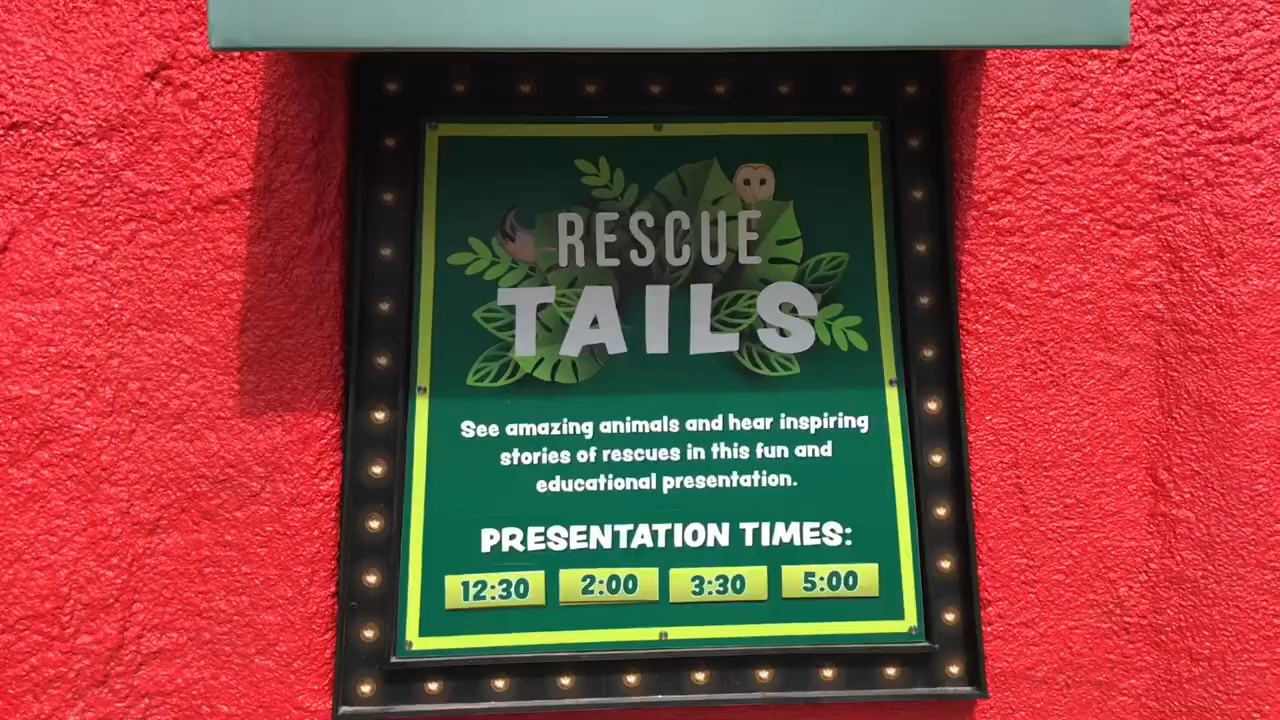 RESCUE
TAILS
See amazing animals and hear inspiring
stories of rescues in this fun and
educational presentation.
PRESENTATION TIMES:
12:30 2:00 3:30 5:00